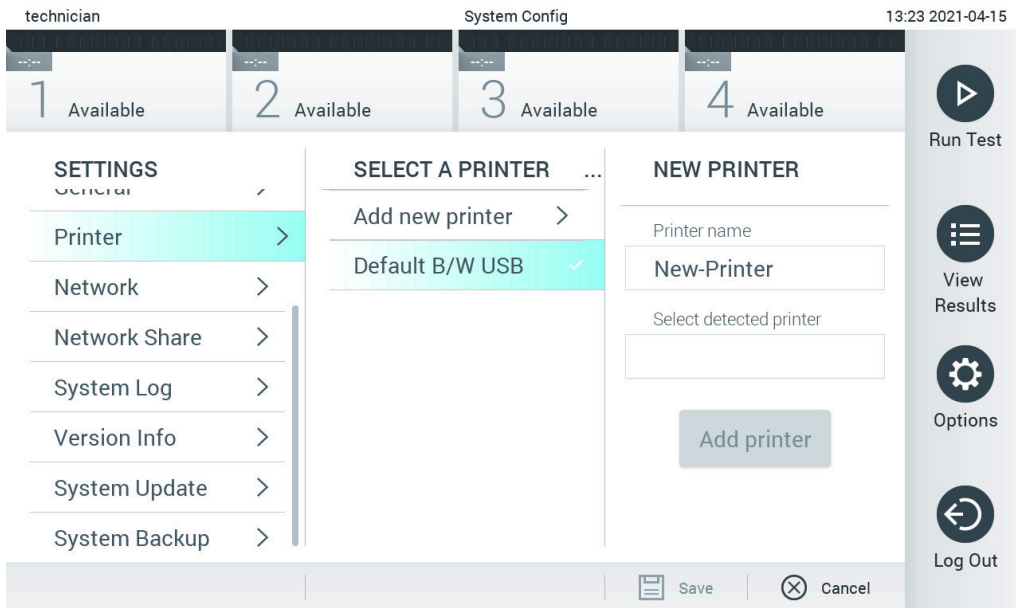 technician
System Config
13:23 2021-04-15
--:--
--:--
--:--
--:--
1 Available
2 Available
3 Available
4 Available
SETTINGS
General
Printer
Network
Network Share
System Log
Version Info
System Update
System Backup
SELECT A PRINTER ...
Add new printer
Default B/W USB
NEW PRINTER
Printer name
New-Printer
Select detected printer
Add printer
Run Test
View
Results
Options
Log Out
Save
Cancel